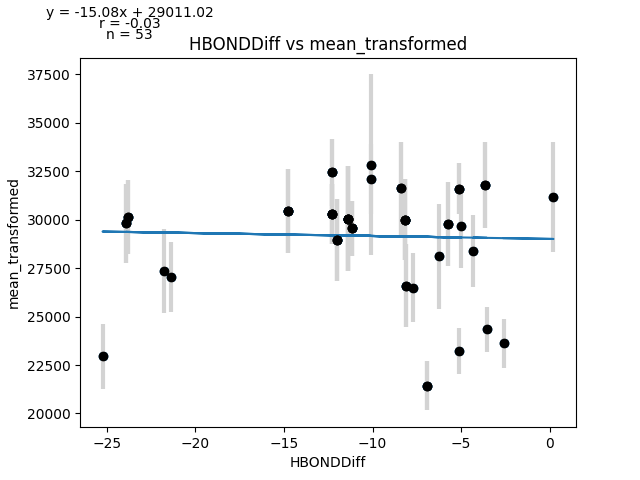 y = -15.08x + 29011.02
r = -0.03
n = 53
HBONDDiff vs mean_transformed
mean_transformed
37500
35000
32500
30000
27500
25000
22500
20000
−25
−20
−15
−10
−5
0
HBONDDiff